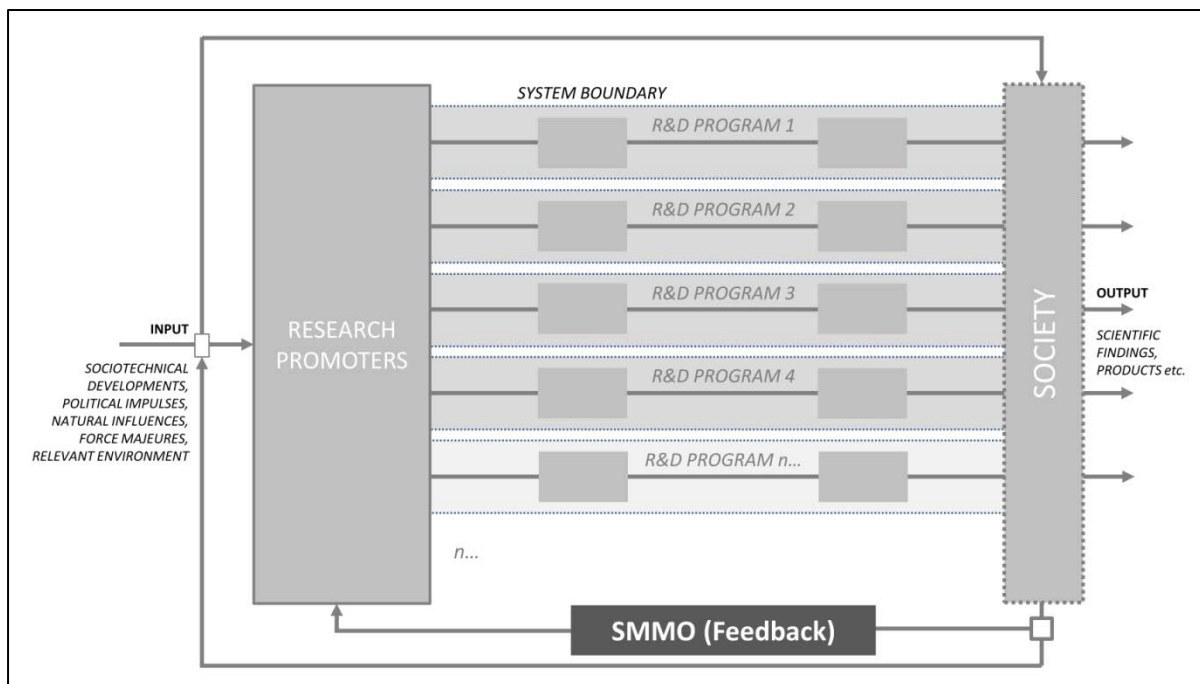 SYSTEM BOUNDARY
R&D PROGRAM 1
R&D PROGRAM 2
R&D PROGRAM 3
R&D PROGRAM 4
R&D PROGRAM n...
n...
INPUT
SOCIOTECHNICAL
DEVELOPMENTS,
POLITICAL IMPULSES,
NATURAL INFLUENCES,
FORCE MAJEURES,
RELEVANT ENVIRONMENT
RESEARCH
PROMOTERS
SOCIETY
OUTPUT
SCIENTIFIC
FINDINGS,
PRODUCTS etc.
SMMO (Feedback)